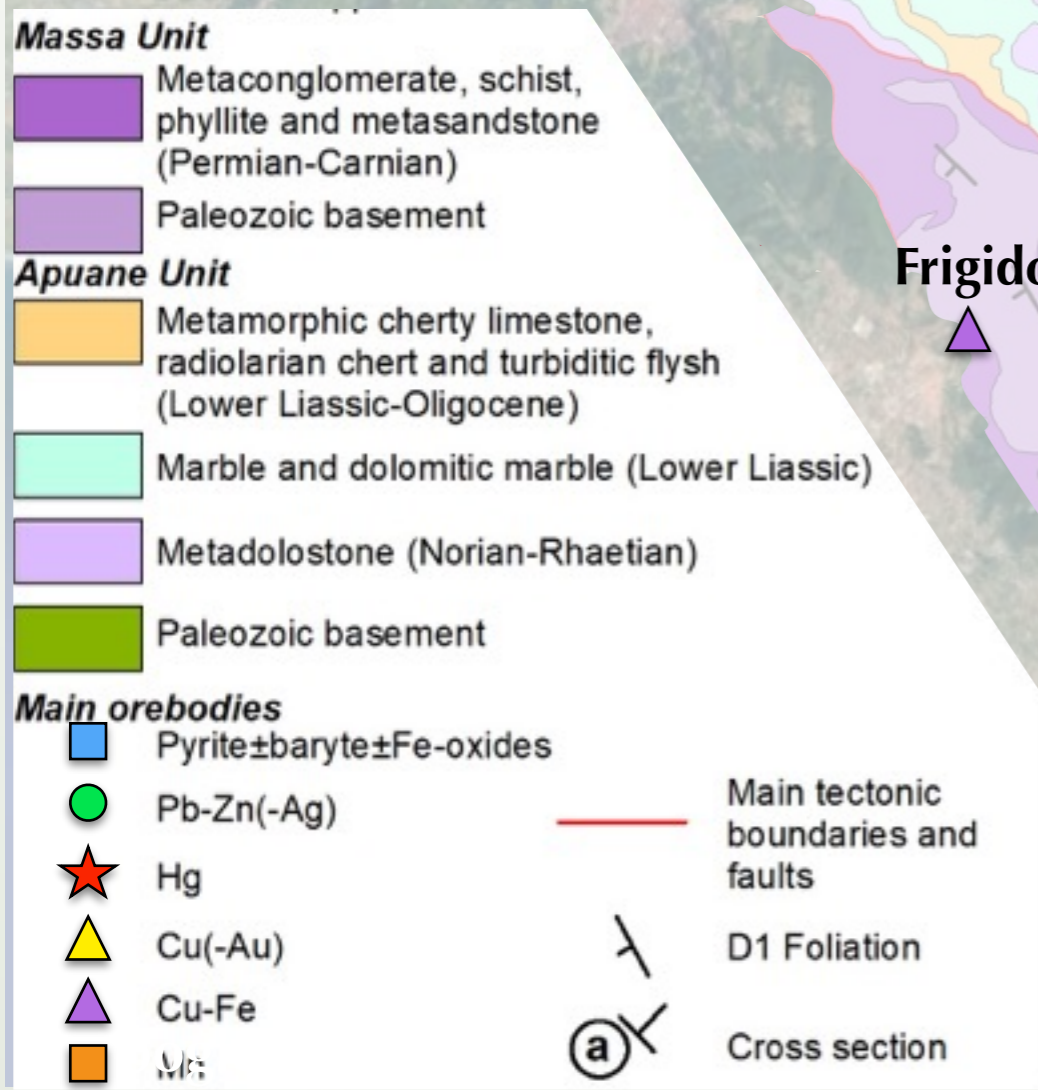 Massa Unit
Metaconglomerate, schist,
phyllite and metasandstone
(Permian-Carnian)
Paleozoic basement
Apuane Unit
Metamorphic cherty limestone,
radiolarian chert and turbiditic flysh
(Lower Liassic-Oligocene)
Marble and dolomitic marble (Lower Liassic)
Metadolostone (Norian-Rhaetian)
Paleozoic basement
Frigido
Main orebodies
Pyrite±baryte±Fe-oxides
Pb-Zn(-Ag)
Hg
Cu(-Au)
Cu-Fe
Main tectonic
boundaries and
faults
D1 Foliation
a
Cross section